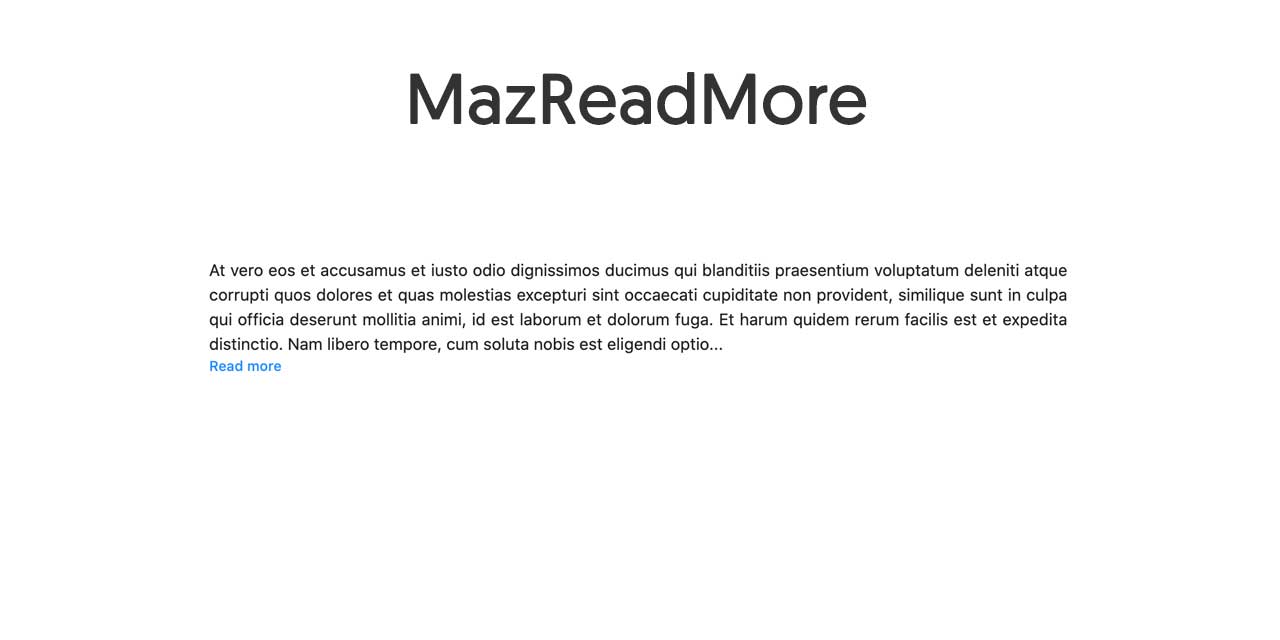 MazReadMore
At vero eos et accusamus et iusto odio dignissimos ducimus qui blanditiis praesentium voluptatum deleniti atque
corrupti quos dolores et quas molestias excepturi sint occaecati cupiditate non provident, similique sunt in culpa
qui officia deserunt mollitia animi, id est laborum et dolorum fuga. Et harum quidem rerum facilis est et expedita
distinctio. Nam libero tempore, cum soluta nobis est eligendi optio...
Read more